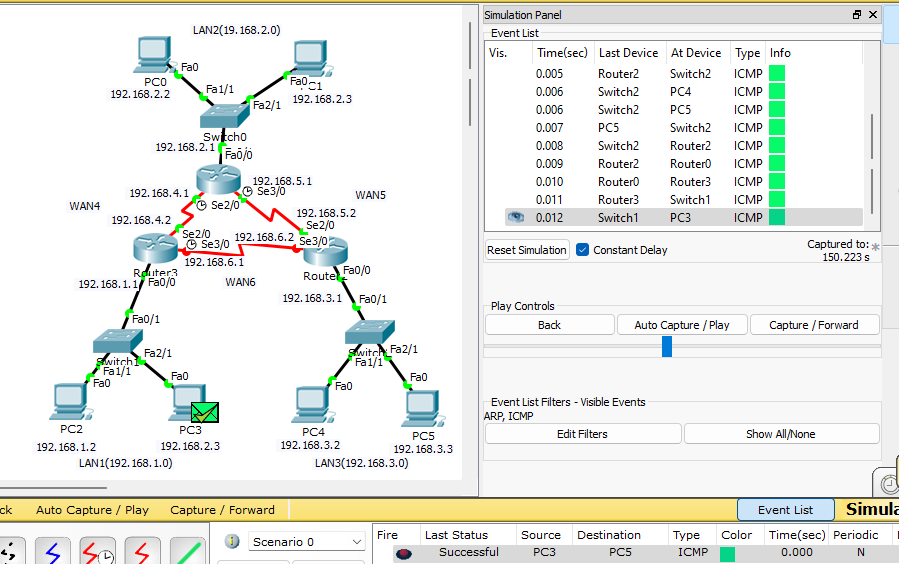 LAN2(19.168.2.0)
Fa0
PC0
192.168.2.2
Fa1/1
Fa0
C1
192.168.2.3
Fa2/1
Switch0
192.168.2.1
Fa0/0
192.168.5.1
Se3/0
192.168.4.1
Se2/0
WAN4
WAN5
192.168.4.2
192.168.5.2
Se2/0
Se2/0
Se3/0
192.168.6.2
Se3/0
192.168.6.1
Router3
Route
WAN6
192.168.1.1
Fa0/0
Fa0/0
192.168.3.1
Fa0/1
Fa0/1
Switch1
Fa2/1
Fa1/1
Fa0
Fa0
Switch
Fa2/1
Fa1/1
Fa0
Fa0
PC2
192.168.1.2
PC3
192.168.2.3
LAN1(192.168.1.0)
PC4
192.168.3.2
PC5
192.168.3.3
LAN3(192.168.3.0)
Simulation Panel
Event List
Vis. Time(sec) Last Device At Device Type Info
0.005 Router2 Switch2 ICMP
0.006 Switch2 PC4 ICMP
0.006 Switch2 PC5 ICMP
0.007 PC5 Switch2 ICMP
0.008 Switch2 Router2 ICMP
0.009 Router2 Router0 ICMP
0.010 Router0 Router3 ICMP
0.011 Router3 Switch1 ICMP
0.012 Switch1 PC3 ICMP
Reset Simulation Constant Delay
Captured to: *
150.223 s
Play Controls
Back Auto Capture / Play Capture / Forward
Event List Filters - Visible Events
ARP, ICMP
Edit Filters Show All/None
ck Auto Capture / Play Capture / Forward Event List Simula
Scenario 0
Fire Last Status Source Destination Type Color Time(sec) Periodic
Successful PC3 PC5 ICMP 0.000 N